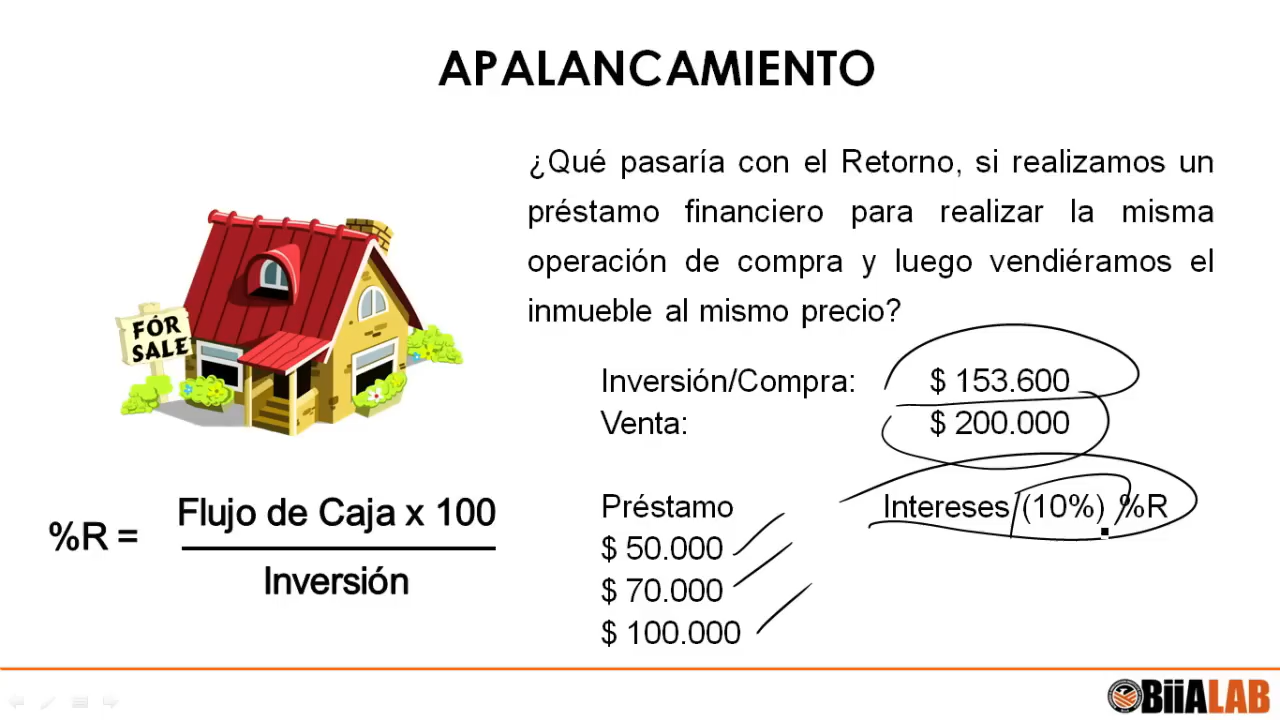 APALANCAMIENTO
¿Qué pasaría con el Retorno, si realizamos un
préstamo financiero para realizar la misma
operación de compra y luego vendiéramos el
inmueble al mismo precio?
FÓR
SALE
Inversión/Compra: $ 153.600
Venta: $ 200.000
%R = Flujo de Caja x 100
Inversión
Préstamo Intereses (10%) %R
$ 50.000
$ 70.000
$ 100.000
BiiALAB